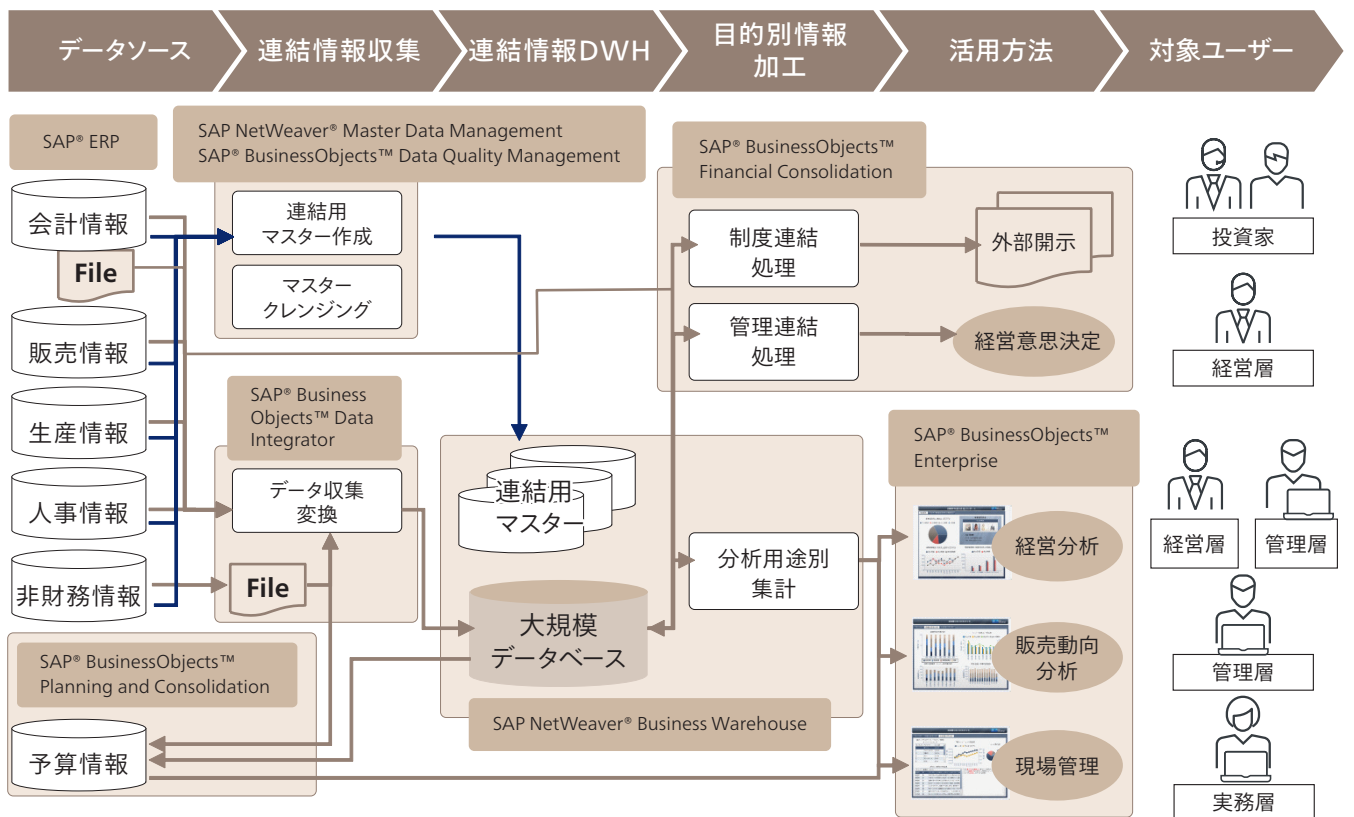 データソース
連結情報収集
連結情報DWH
目的別情報
加工
活用方法
対象ユーザー
SAP® ERP
会計情報
File
販売情報
生産情報
人事情報
非財務情報
SAP NetWeaver® Master Data Management
SAP® BusinessObjects™ Data Quality Management
連結用
マスター作成
マスター
クレンジング
SAP® Business
Objects™ Data
Integrator
データ収集
変換
File
SAP® BusinessObjects™
Planning and Consolidation
予算情報
連結用
マスター
大規模
データベース
分析用途別
集計
SAP NetWeaver® Business Warehouse
SAP® BusinessObjects™
Financial Consolidation
制度連結
処理
外部開示
管理連結
処理
経営意思決定
SAP® BusinessObjects™
Enterprise
経営分析
販売動向
分析
現場管理
投資家
経営層
経営層
管理層
管理層
実務層